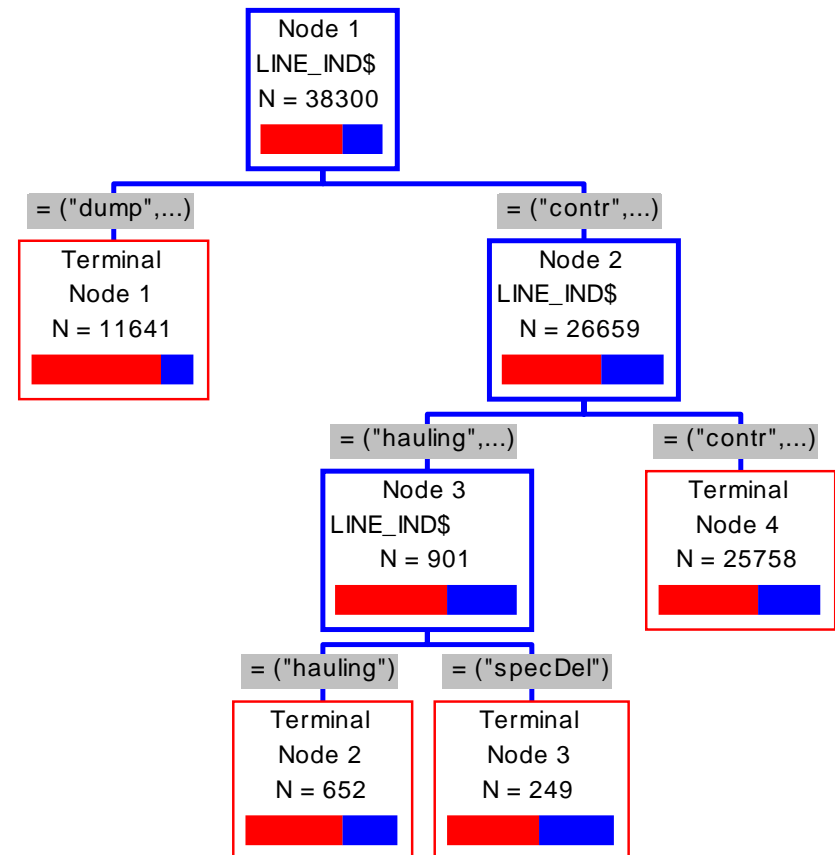 Node 1
LINE_IND$
N = 38300
= ("dump",...)
= ("contr",...)
Terminal
Node 1
N = 11641
Node 2
LINE_IND$
N = 26659
= ("hauling",...)
= ("contr",...)
Node 3
LINE_IND$
N = 901
Terminal
Node 4
N = 25758
= ("hauling")
= ("specDel")
Terminal
Node 2
N = 652
Terminal
Node 3
N = 249